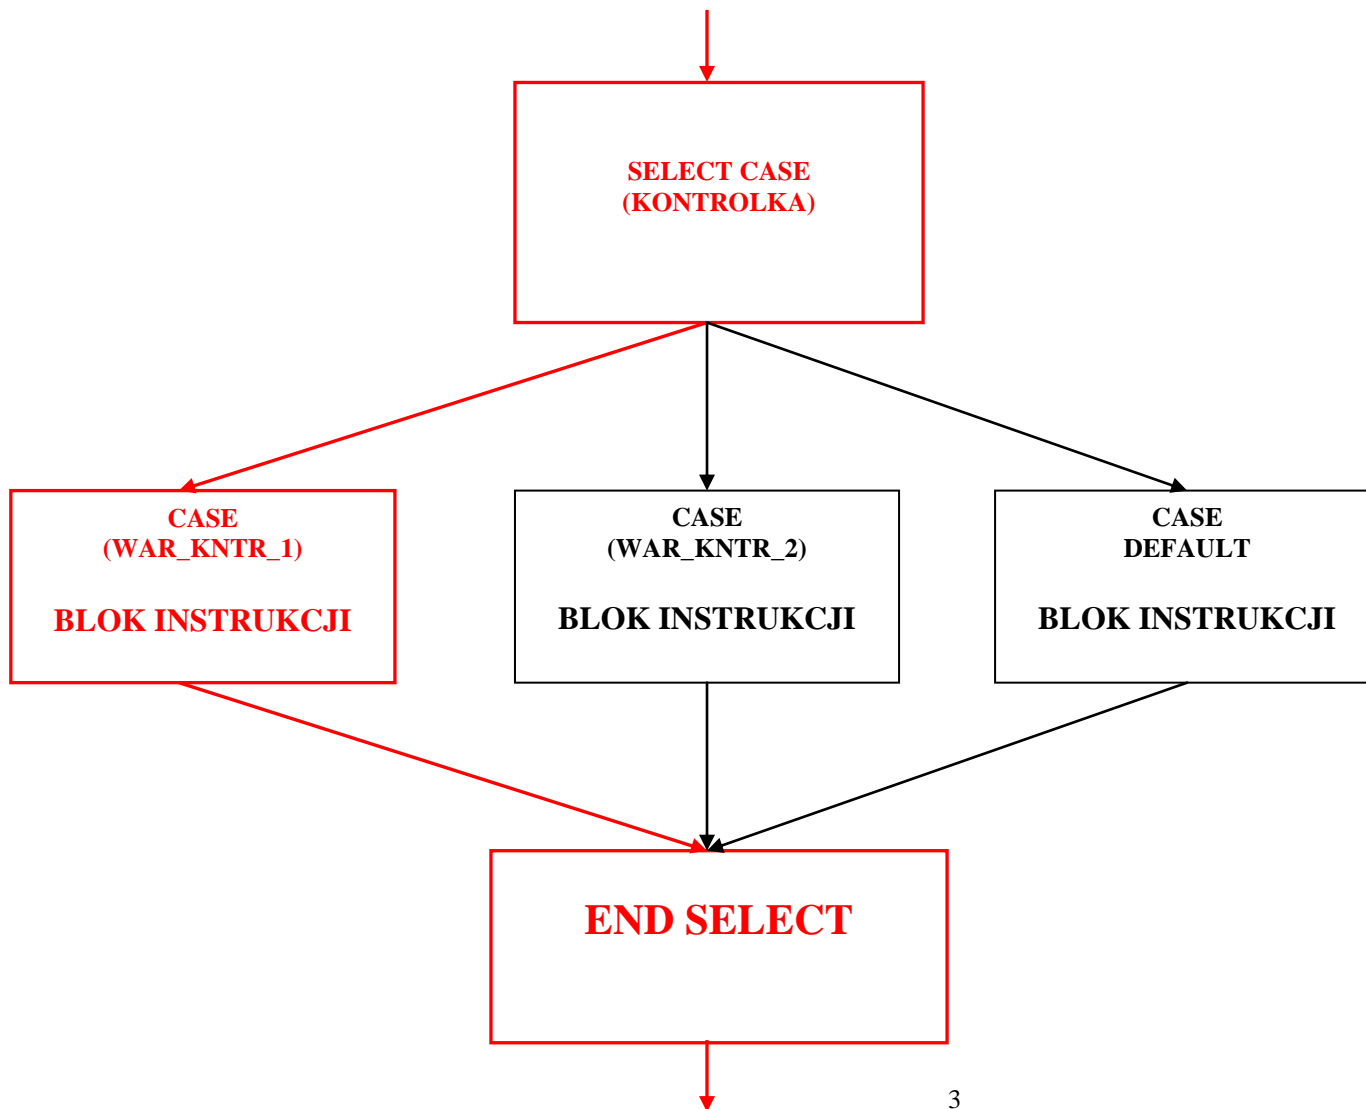 SELECT CASE
(KONTROLKA)
CASE
(WAR_KNTR_1)
BLOK INSTRUKCJI
CASE
(WAR_KNTR_2)
BLOK INSTRUKCJI
CASE
DEFAULT
BLOK INSTRUKCJI
END SELECT
3